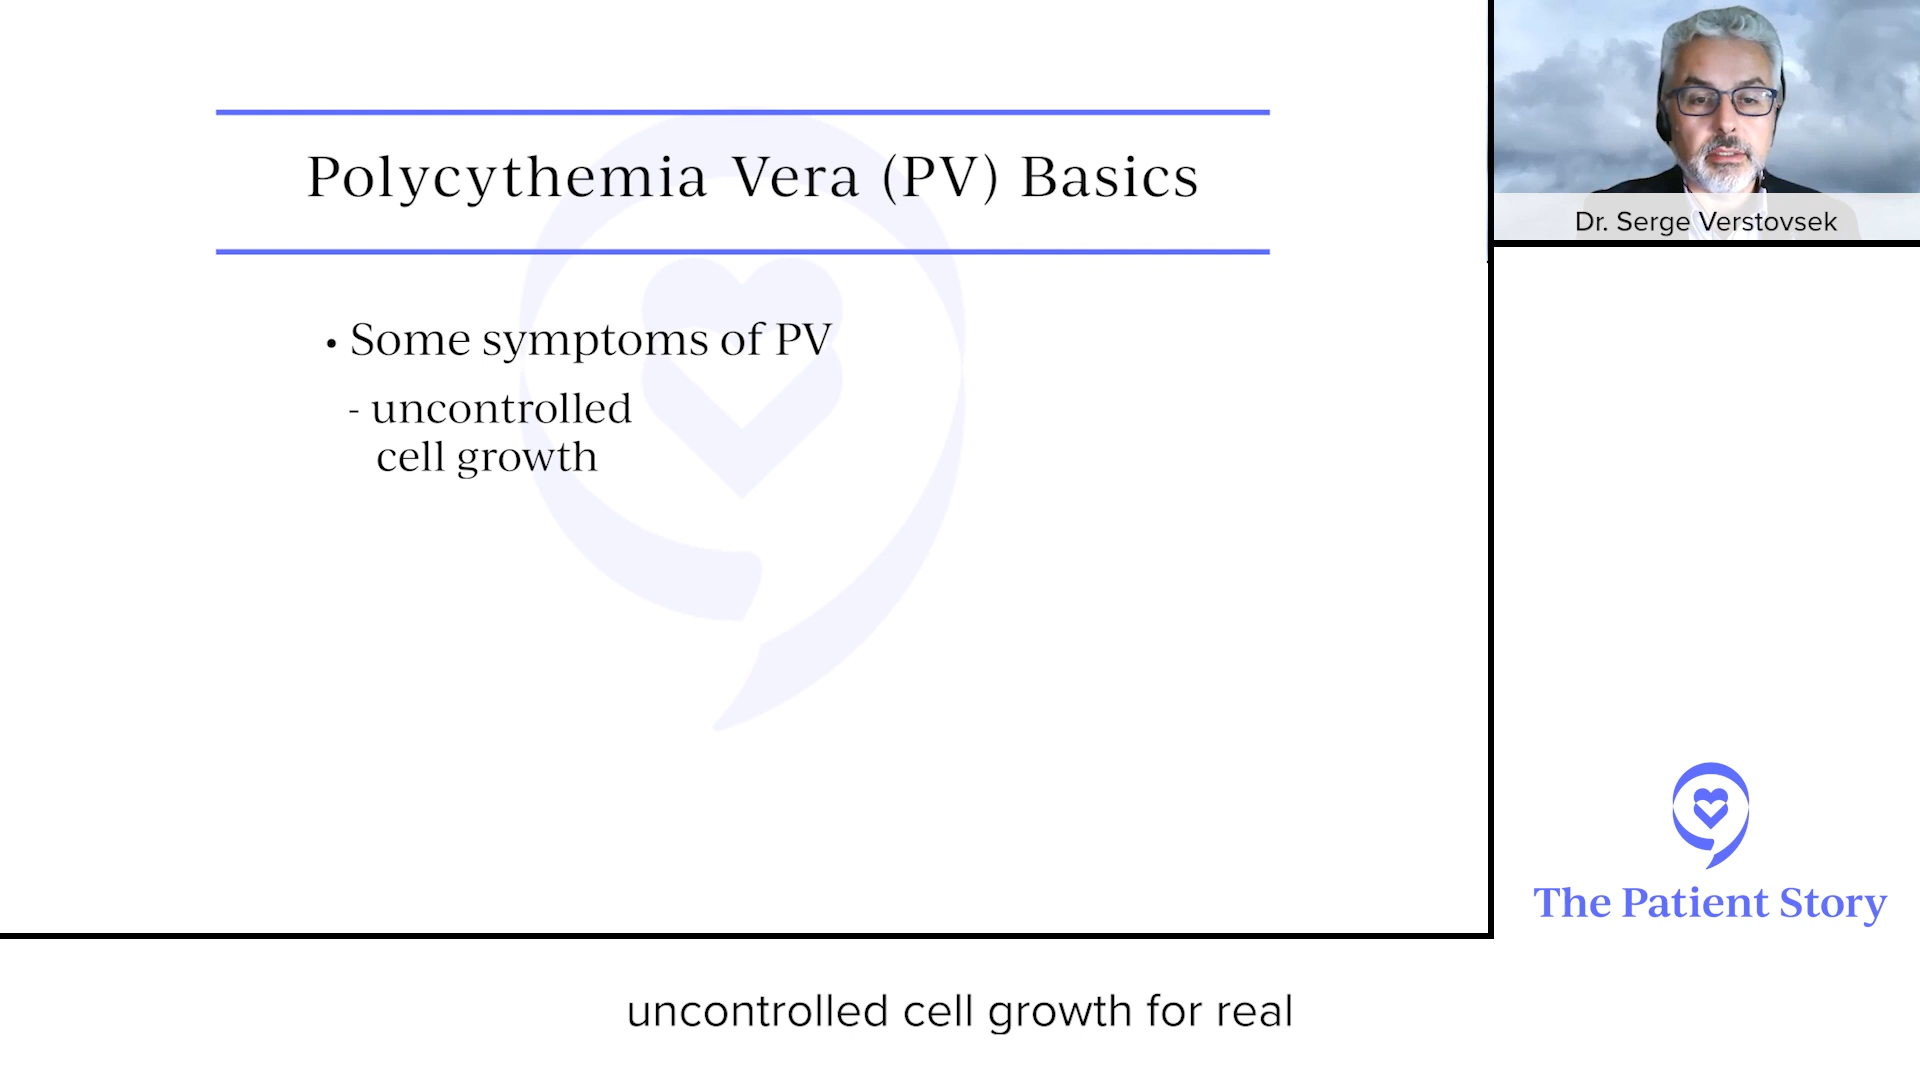 Polycythemia Vera (PV) Basics
• Some symptoms of PV
- uncontrolled
cell growth
Dr. Serge Verstovsek
The Patient Story
uncontrolled cell growth for real